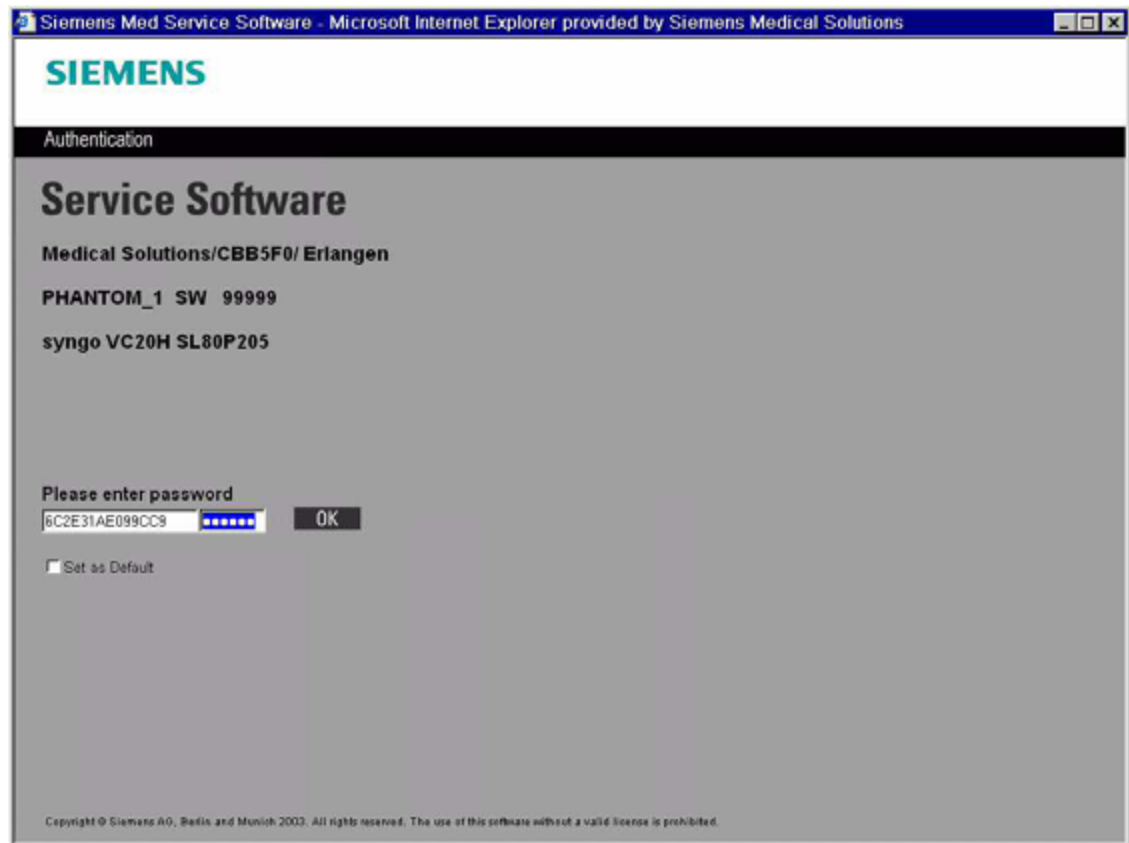 Siemens Med Service Software - Microsoft Internet Explorer provided by Siemens Medical Solutions
SIEMENS
Authentication
Service Software
Medical Solutions/CBB5F0/ Erlangen
PHANTOM_1 SW 99999
syngo VC20H SL80P205
Please enter password
6C2E31AE099CC9 ●●●●●● OK
Set as Default
Copyright © Siemens AG, Berlin and Munich 2003. All rights reserved. The use of this software without a valid license is prohibited.